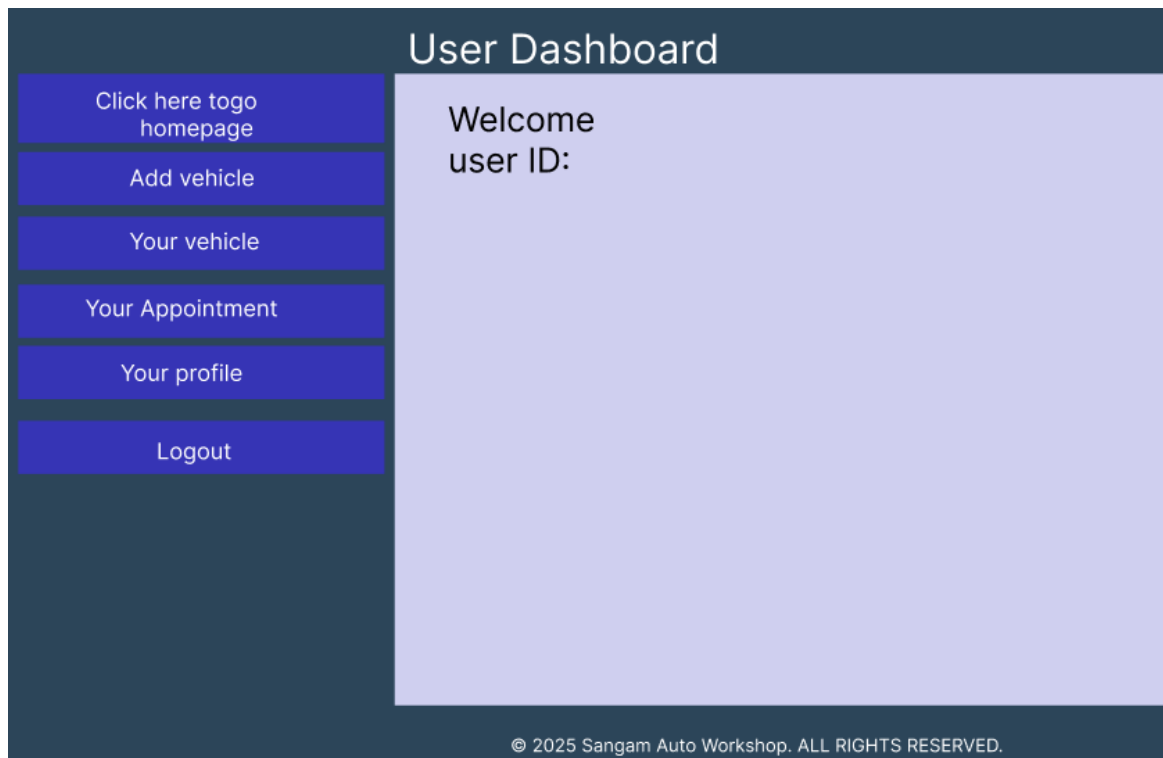 User Dashboard
Click here togo
homepage
Add vehicle
Your vehicle
Your Appointment
Your profile
Logout
Welcome
user ID:
© 2025 Sangam Auto Workshop. ALL RIGHTS RESERVED.